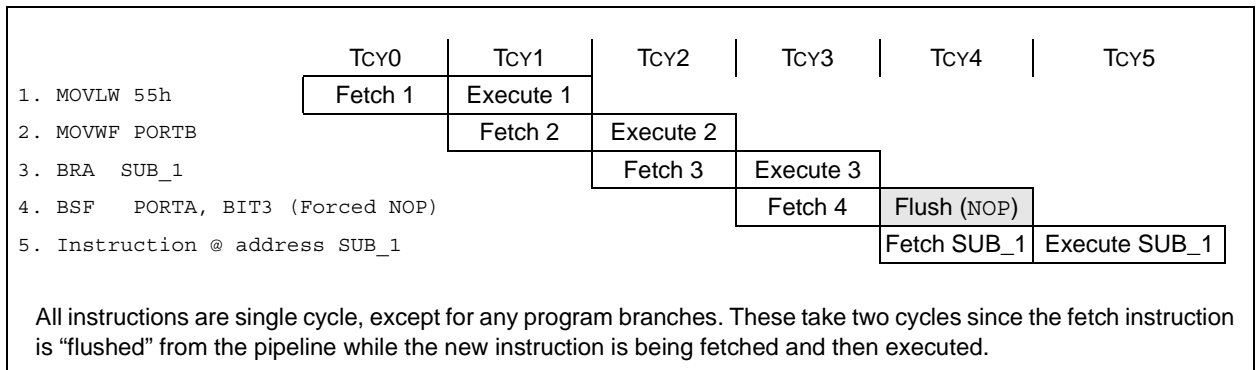 TCY0 TCY1 TCY2 TCY3 TCY4 TCY5
1. MOVLW 55h Fetch 1 Execute 1
2. MOVWF PORTB Fetch 2 Execute 2
3. BRA SUB_1 Fetch 3 Execute 3
4. BSF PORTA, BIT3 (Forced NOP) Fetch 4 Flush (NOP)
5. Instruction @ address SUB_1 Fetch SUB_1 Execute SUB_1
All instructions are single cycle, except for any program branches. These take two cycles since the fetch instruction
is “flushed” from the pipeline while the new instruction is being fetched and then executed.